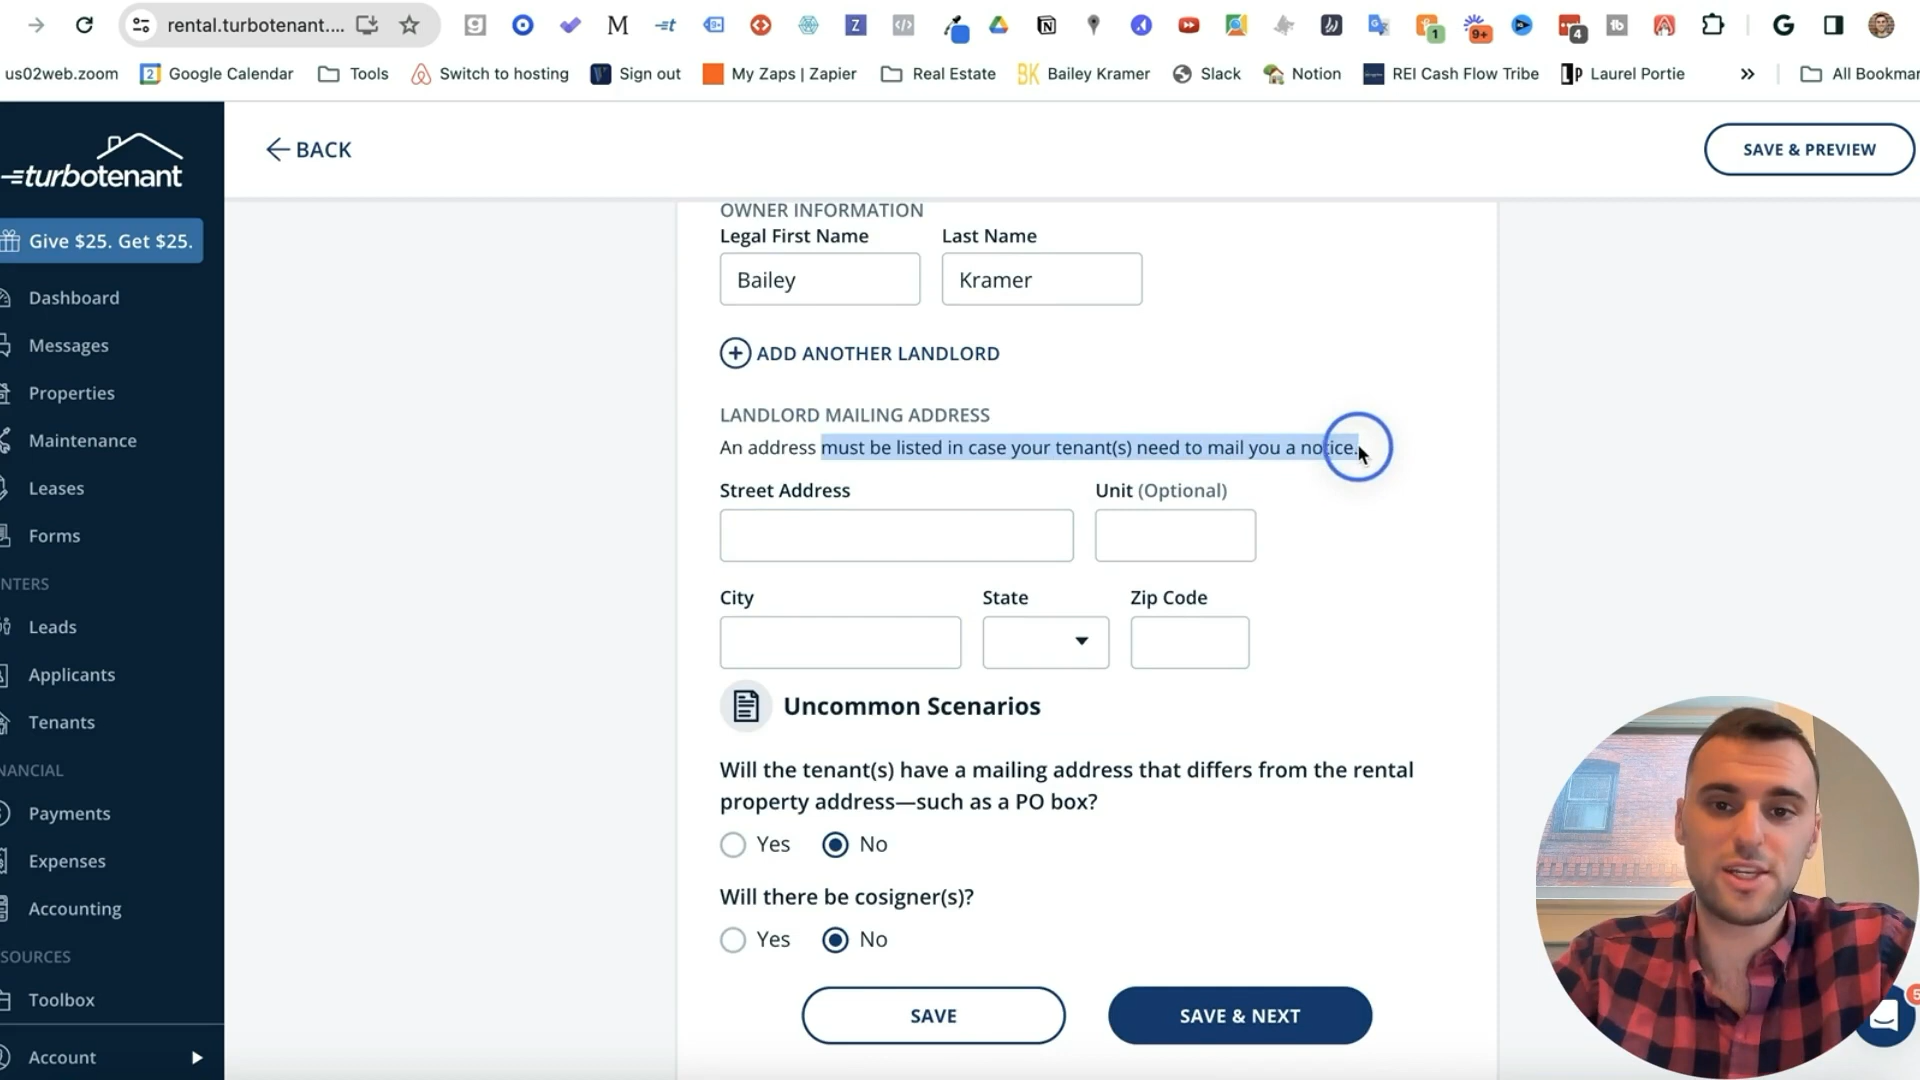 rental.turbotenant....
1
9+
4
us02web.zoom
2 Google Calendar
Tools
Switch to hosting
Sign out
My Zaps | Zapier
Real Estate
BK Bailey Kramer
Slack
Notion
REI Cash Flow Tribe
Laurel Portie
»
All Bookmar
turbotenant
BACK
SAVE & PREVIEW
Give $25. Get $25.
Dashboard
Messages
Properties
Maintenance
Leases
Forms
NTERS
Leads
Applicants
Tenants
NANCIAL
Payments
Expenses
Accounting
SOURCES
Toolbox
Account
OWNER INFORMATION
Legal First Name Last Name
Bailey Kramer
ADD ANOTHER LANDLORD
LANDLORD MAILING ADDRESS
An address must be listed in case your tenant(s) need to mail you a notice.
Street Address Unit (Optional)
City State Zip Code
Uncommon Scenarios
Will the tenant(s) have a mailing address that differs from the rental
property address—such as a PO box?
Yes No
Will there be cosigner(s)?
Yes No
SAVE SAVE & NEXT
5